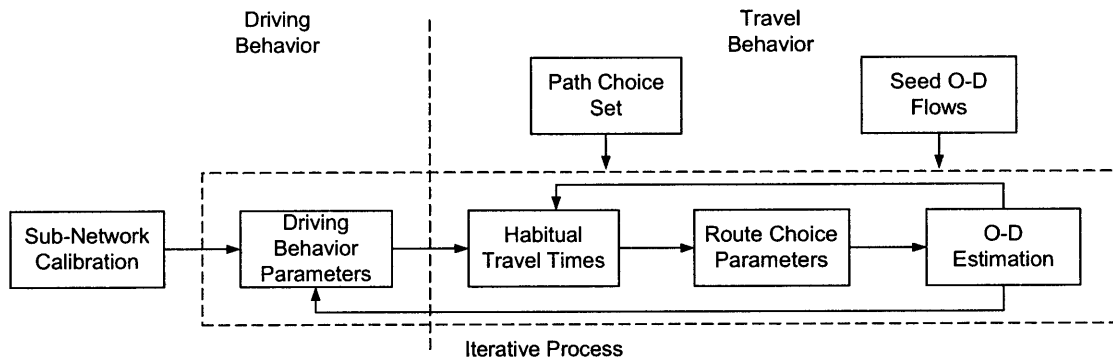 Driving
Behavior
Travel
Behavior
Path Choice
Set
Seed O-D
Flows
Sub-Network
Calibration
Driving
Behavior
Parameters
Habitual
Travel Times
Route Choice
Parameters
O-D
Estimation
Iterative Process